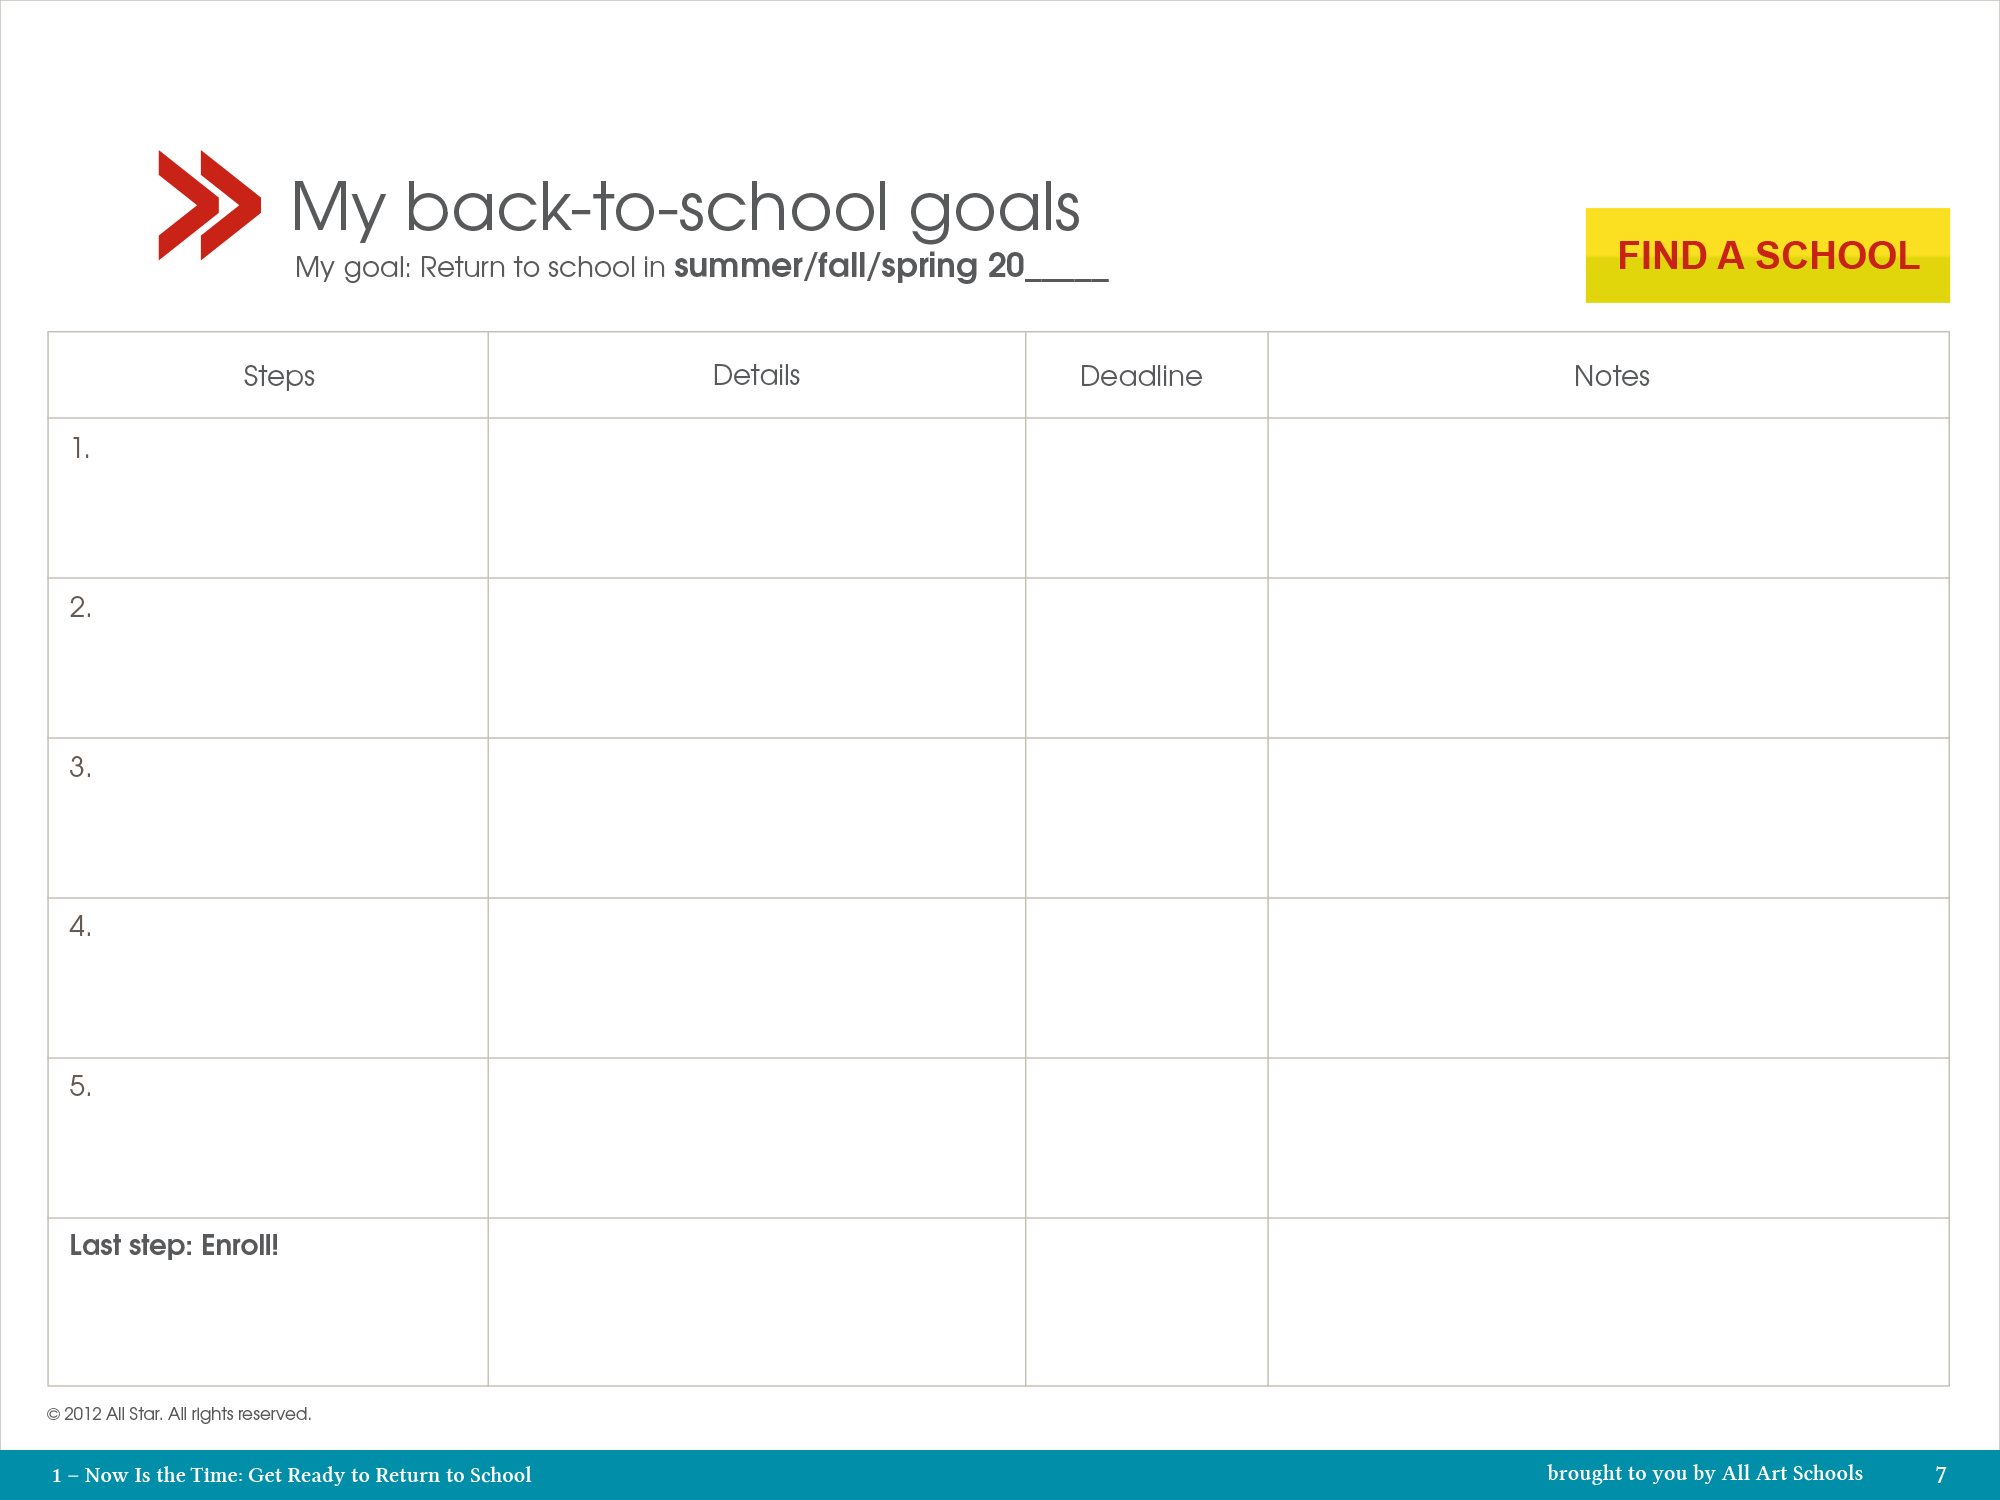 My back-to-school goals
My goal: Return to school in summer/fall/spring 20_____
FIND A SCHOOL
Steps Details Deadline Notes
1.
2.
3.
4.
5.
Last step: Enroll!
© 2012 All Star. All rights reserved.
1 – Now Is the Time: Get Ready to Return to School
brought to you by All Art Schools 7